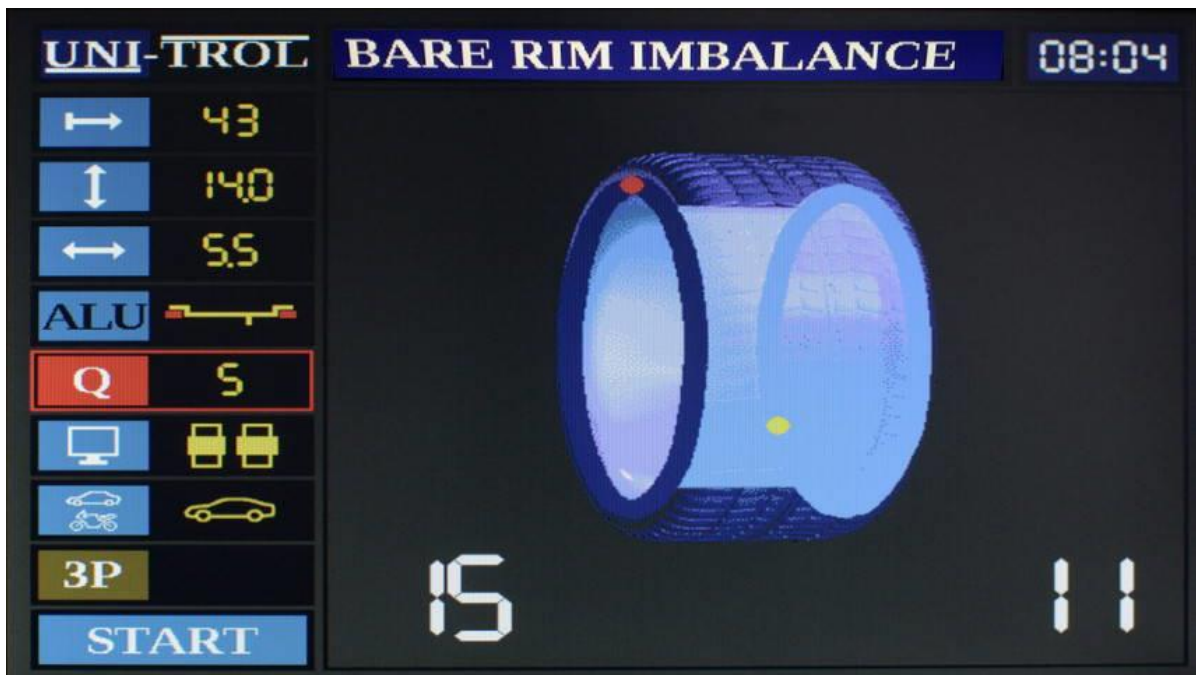 UNI-TROL BARE RIM IMBALANCE 08:04
43
14.0
5.5
ALU
Q 5
3P
START
15 11